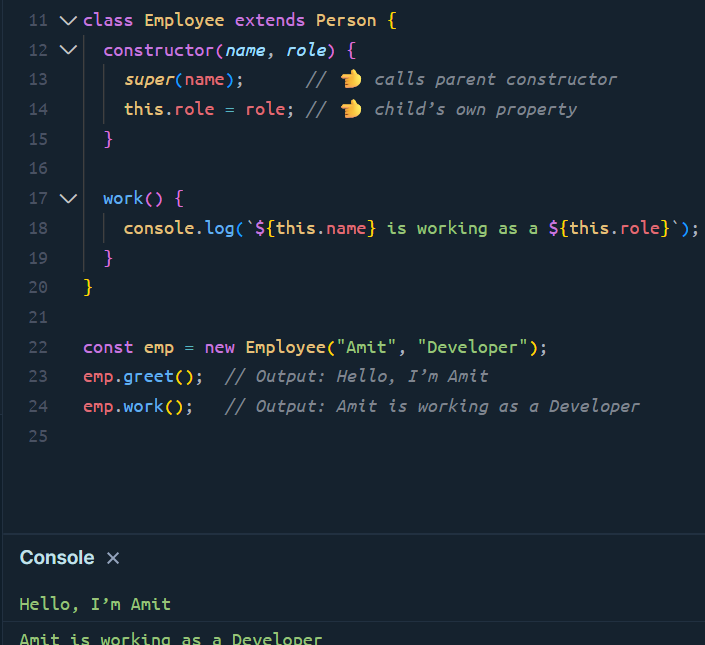 11 class Employee extends Person {
12 constructor(name, role) {
13 super(name); // 👈 calls parent constructor
14 this.role = role; // 👈 child’s own property
15 }
16
17 work() {
18 console.log(`${this.name} is working as a ${this.role}`);
19 }
20 }
21
22 const emp = new Employee("Amit", "Developer");
23 emp.greet(); // Output: Hello, I’m Amit
24 emp.work(); // Output: Amit is working as a Developer
25
Console ×
Hello, I’m Amit
Amit is working as a Developer